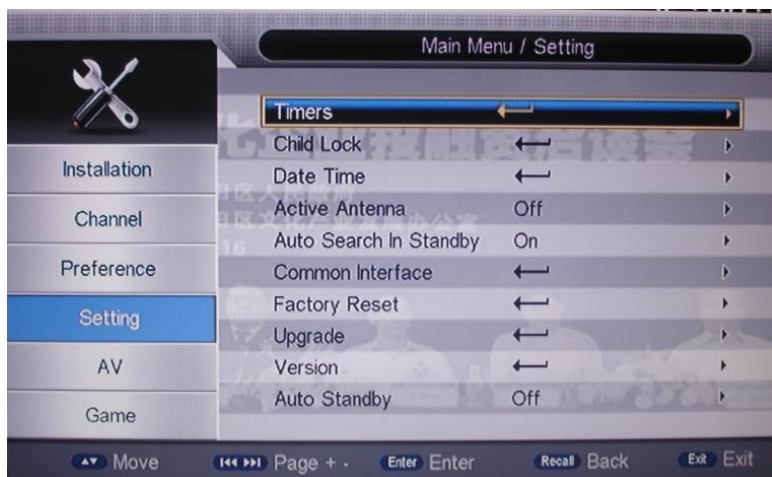 Main Menu / Setting
Installation
Channel
Preference
Setting
AV
Game
Timers
Child Lock
Date Time
Active Antenna Off
Auto Search In Standby On
Common Interface
Factory Reset
Upgrade
Version
Auto Standby Off
Move
Page + -
Enter Enter
Recall Back
Exit Exit